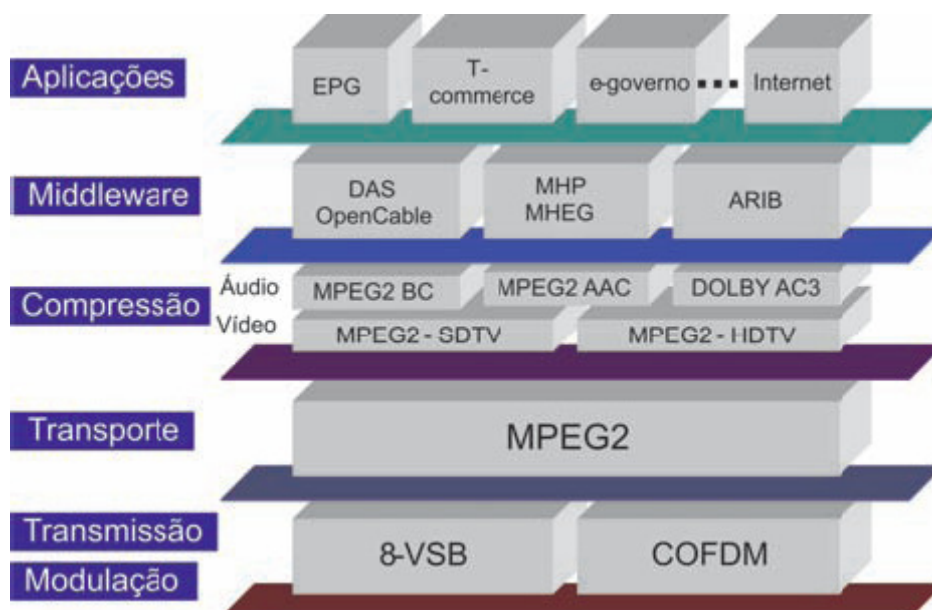 Aplicações
EPG
T-
commerce
e-governo
Internet
Middleware
DAS
OpenCable
MHP
MHEG
ARIB
Compressão
Áudio
MPEG2 BC
MPEG2 AAC
DOLBY AC3
Vídeo
MPEG2 - SDTV
MPEG2 - HDTV
Transporte
MPEG2
Transmissão
Modulação
8-VSB
COFDM